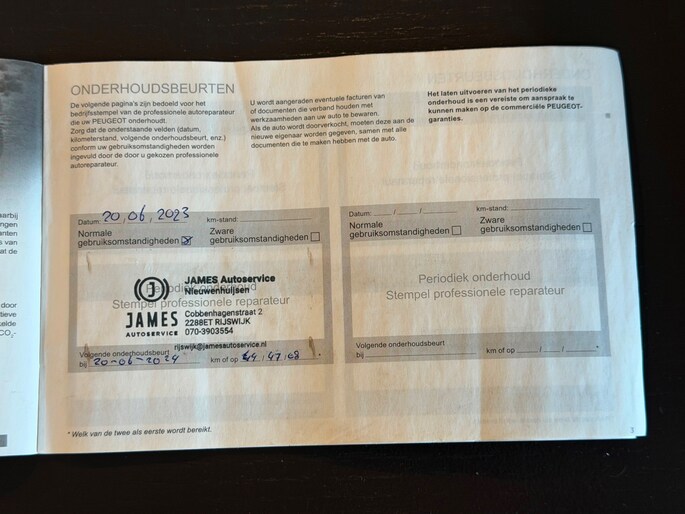 ONDERHOUDSBEURTEN
De volgende pagina's zijn bedoeld voor het
bedrijfsstempel van de professionele autoreparateur
die uw PEUGEOT onderhoudt.
Zorg dat de onderstaande velden (datum,
kilometerstand, volgende onderhoudsbeurt, enz.)
conform uw gebruiksomstandigheden worden
ingevuld door de door u gekozen professionele
autoreparateur.
U wordt aangeraden eventuele facturen van
of documenten die verband houden met
werkzaamheden aan uw auto te bewaren.
Als de auto wordt doorverkocht, moeten deze aan de
nieuwe eigenaar worden gegeven, samen met alle
documenten die te maken hebben met de auto.
Het laten uitvoeren van het periodieke
onderhoud is een vereiste om aanspraak te
kunnen maken op de commerciële PEUGEOT-
garanties.
Datum: 20, 06, 2023 km-stand:
Normale
gebruiksomstandigheden
Zware
gebruiksomstandigheden
Periodiek onderhoud
Stempel professionele reparateur
JAMES
AUTOSERVICE
JAMES Autoservice
Nieuwenhuijsen
Cobbenhagenstraat 2
2288ET RIJSWIJK
070-3903554
rijswijk@jamesautoservice.nl
Volgende onderhoudsbeurt
bij 20-06-2024 km of op
Datum: / / km-stand:
Normale
gebruiksomstandigheden
Zware
gebruiksomstandigheden
Periodiek onderhoud
Stempel professionele reparateur
Volgende onderhoudsbeurt
bij km of op / / *
* Welk van de twee als eerste wordt bereikt.
3
door
CO₂-